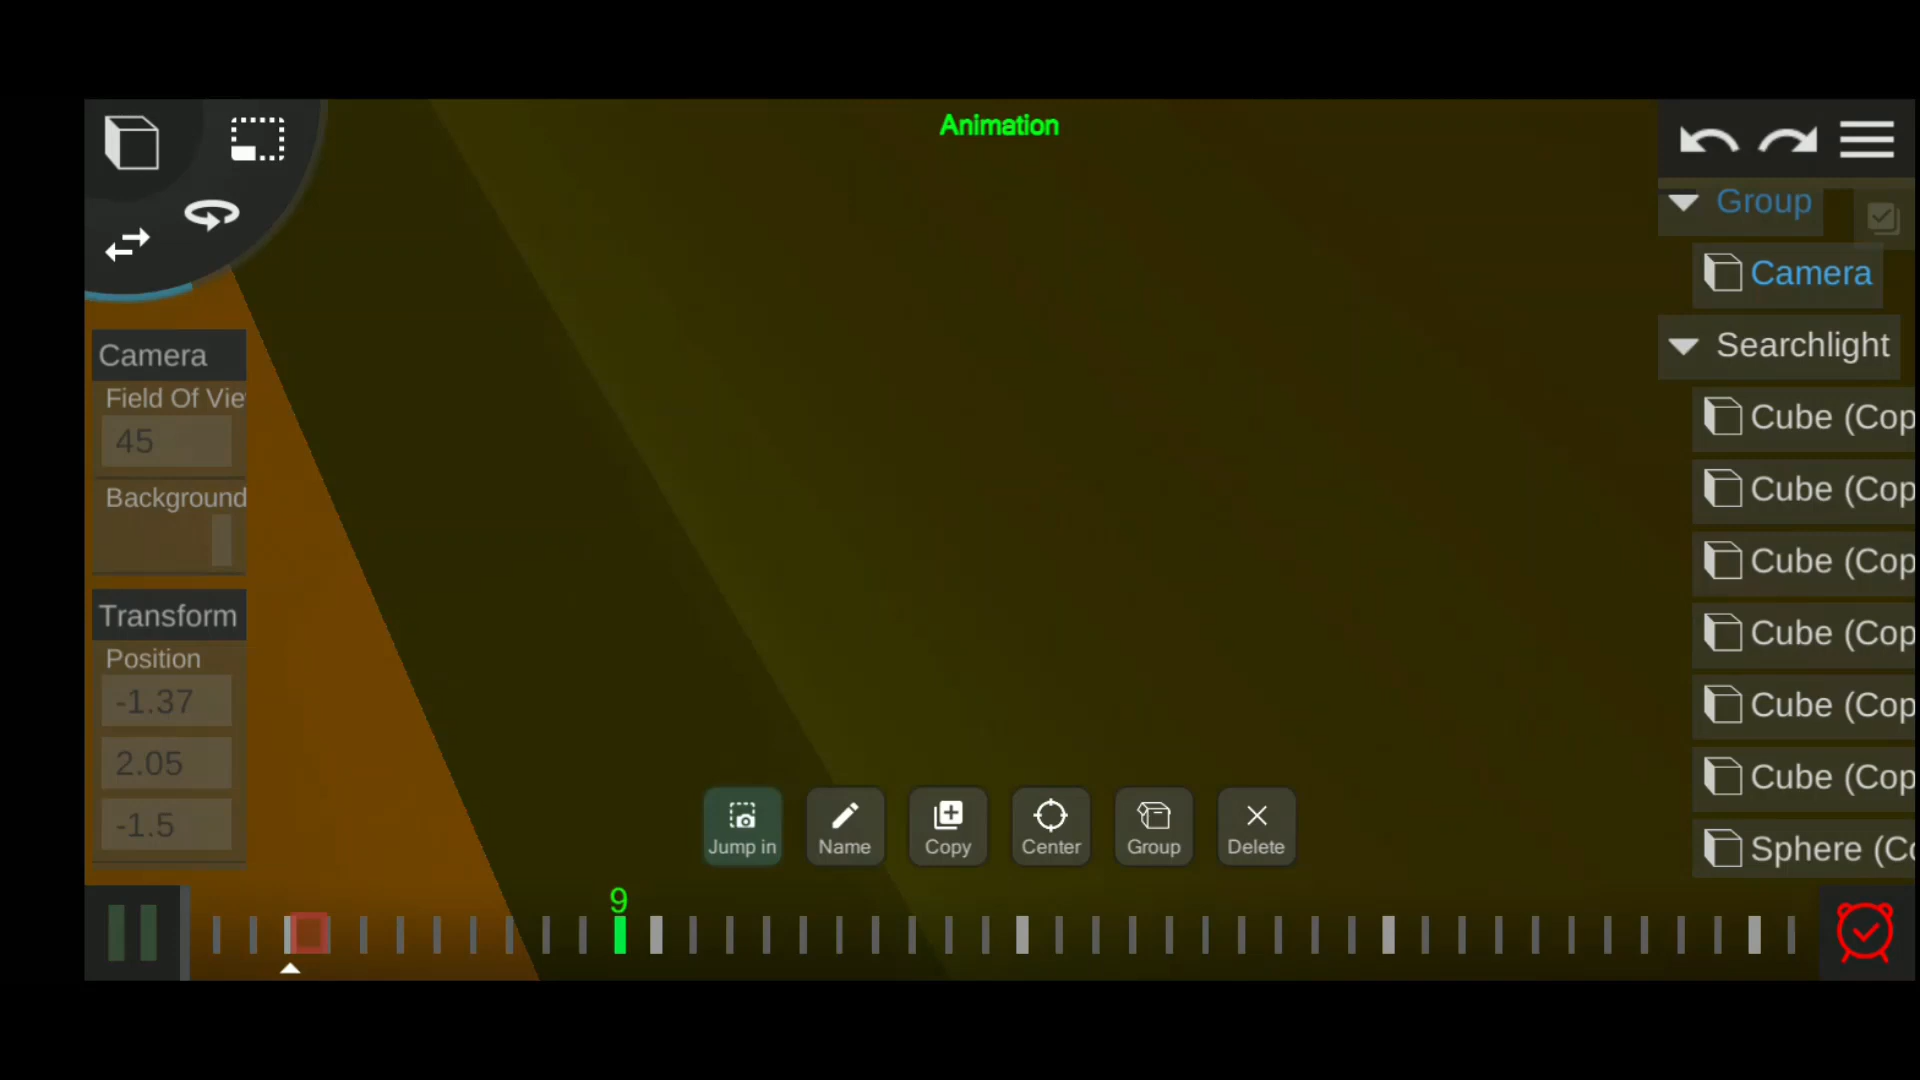 Animation
Group
Camera
Searchlight
Cube (Cop
Cube (Cop
Cube (Cop
Cube (Cop
Cube (Cop
Cube (Cop
Sphere (Co
Camera
Field Of Vie
45
Background
Transform
Position
-1.37
2.05
-1.5
Jump in
Name
Copy
Center
Group
Delete
9